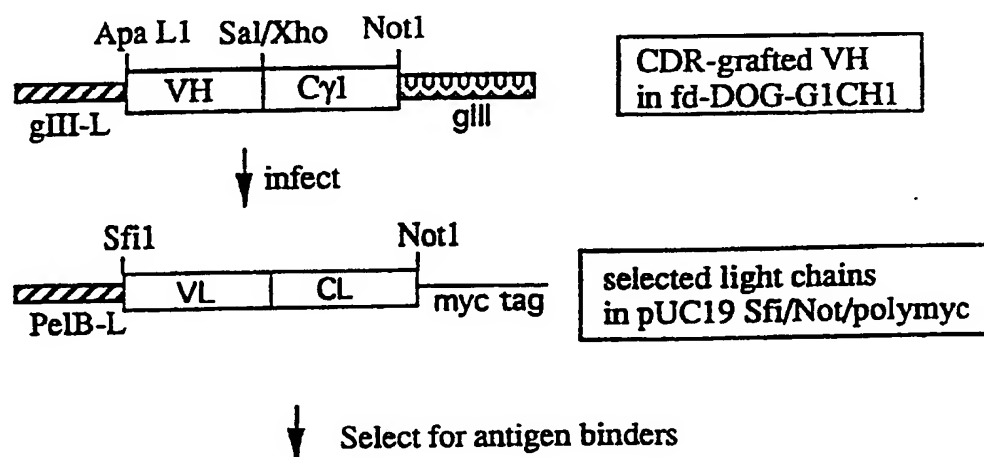 Apa L1 Sal/Xho Not1
VH Cγ1
gIII-L gIII
CDR-grafted VH
in fd-DOG-G1CH1
infect
Sfi1 Not1
VL CL
PelB-L myc tag
selected light chains
in pUC19 Sfi/Not/polymyc
Select for antigen binders